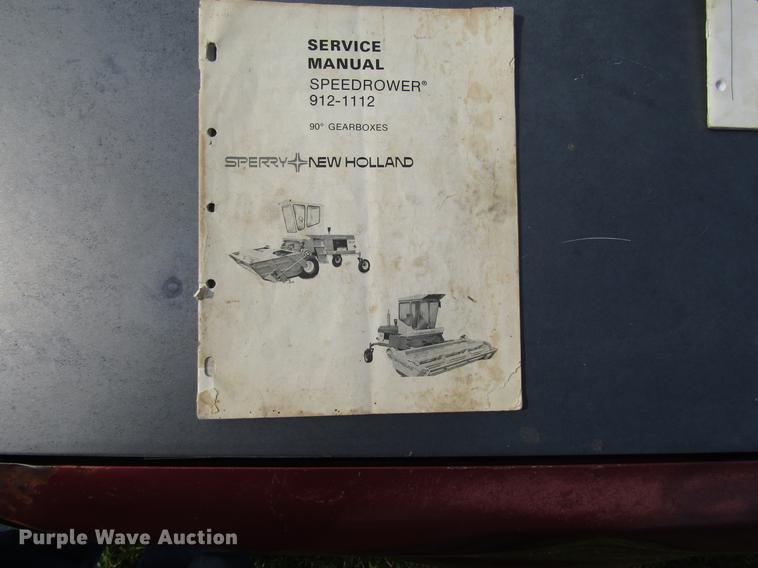 SERVICE
MANUAL
SPEEDROWER®
912-1112
90° GEARBOXES
SPERRY NEW HOLLAND
Purple Wave Auction